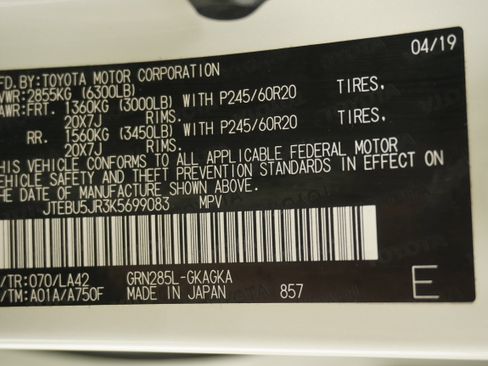 04/19
MFD.BY:TOYOTA MOTOR CORPORATION
VWR:2855KG (6300LB)
AWR:FRT. 1360KG (3000LB) WITH P245/60R20 TIRES,
20X7J RIMS.
RR. 1560KG (3450LB) WITH P245/60R20 TIRES,
20X7J RIMS.
THIS VEHICLE CONFORMS TO ALL APPLICABLE FEDERAL MOTOR
VEHICLE SAFETY AND THEFT PREVENTION STANDARDS IN EFFECT ON
THE DATE OF MANUFACTURE SHOWN ABOVE.
JTEBU5JR3K5699083 MPV
/TR:070/LA42 GRN285L-GKAGKA
/TM:A01A/A750F MADE IN JAPAN 857 E